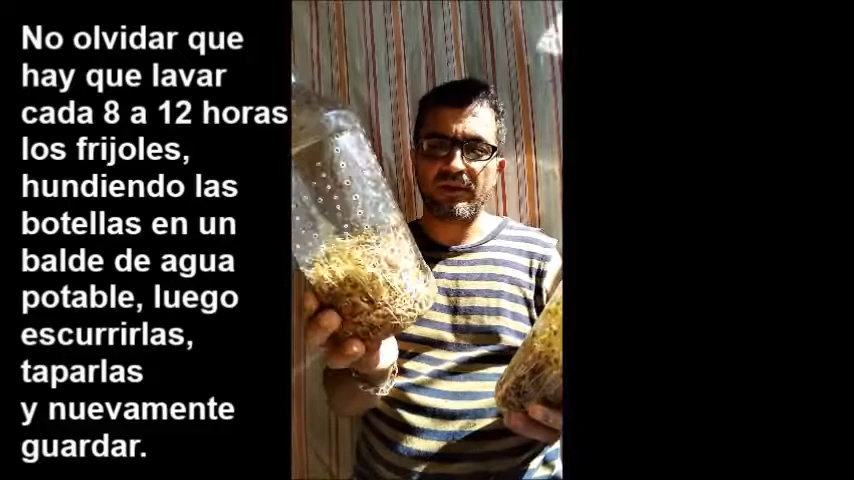 No olvidar que
hay que lavar
cada 8 a 12 horas
los frijoles,
hundiendo las
botellas en un
balde de agua
potable, luego
escurrirlas,
taparlas
y nuevamente
guardar.